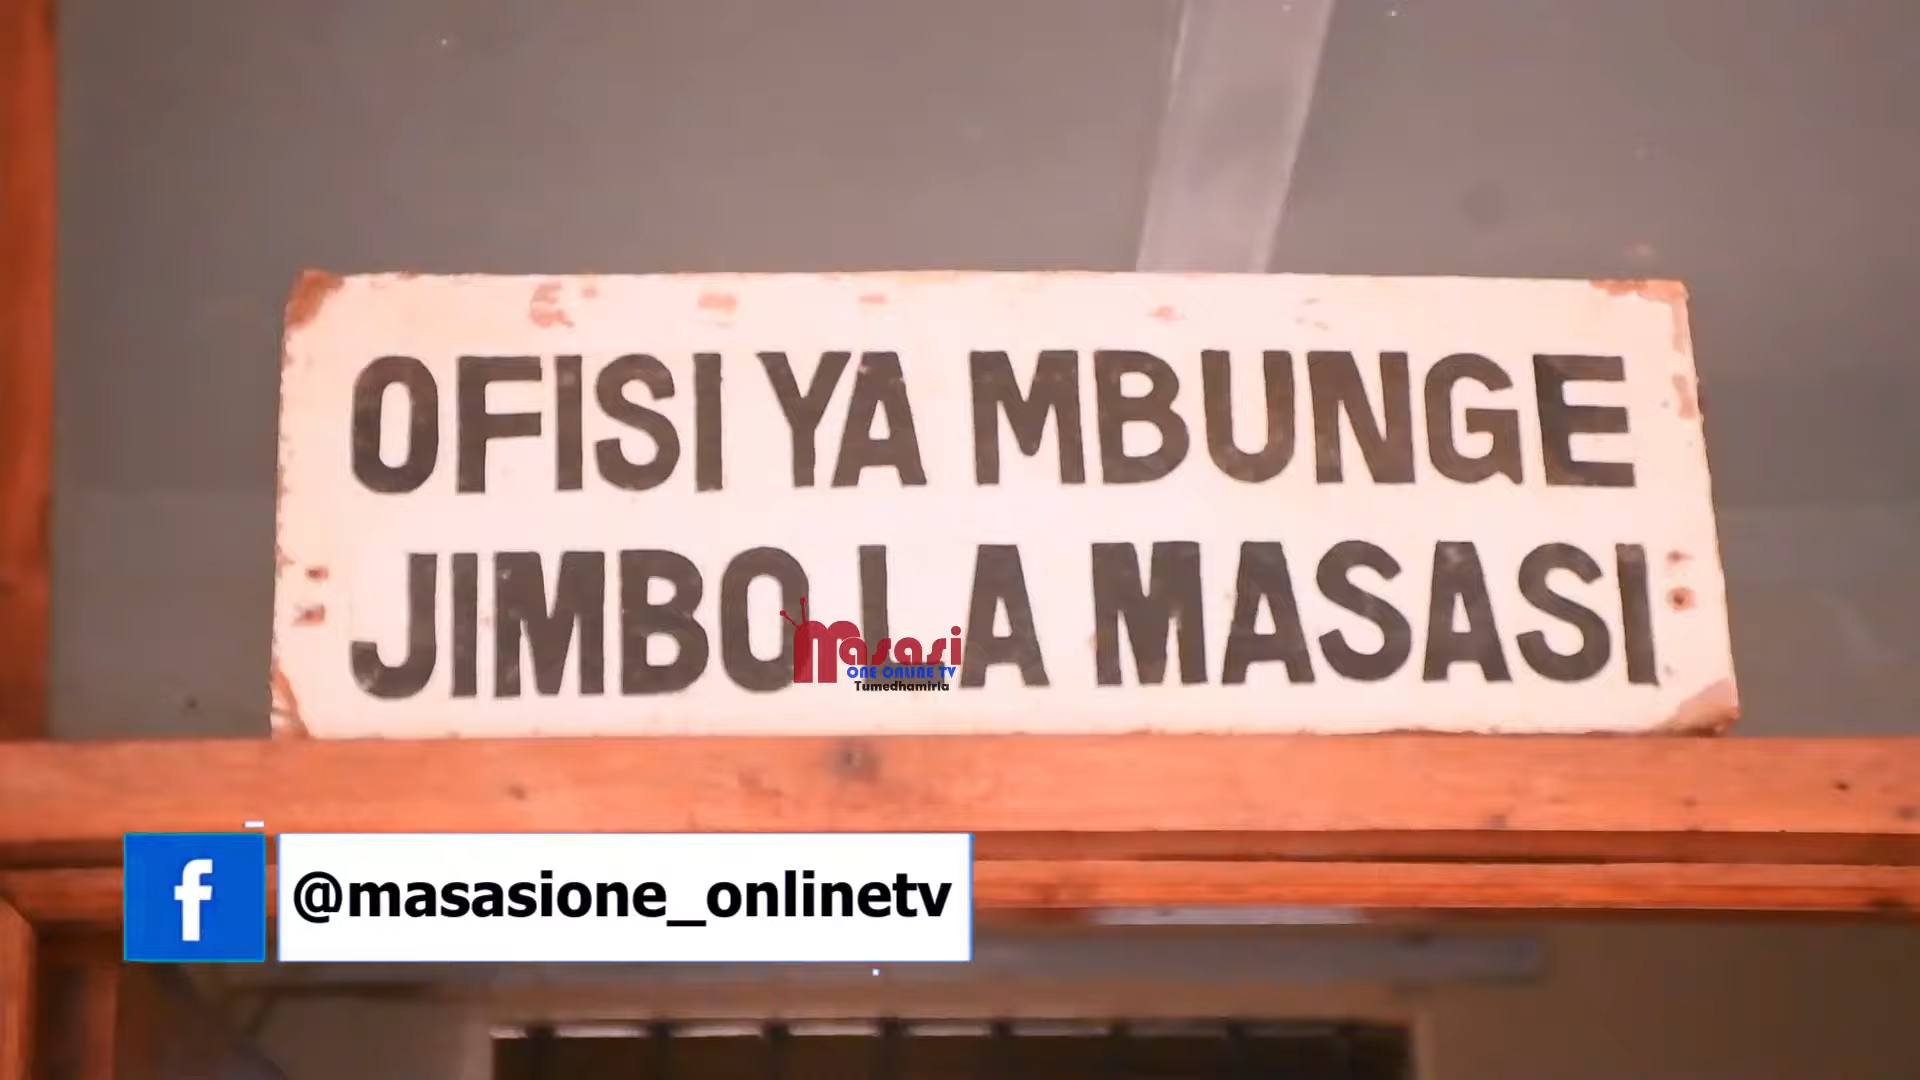 OFISI YA MBUNGE
JIMBO LA MASASI
Masasi
ONE ONLINE TV
Tumedhamiria
f
@masasione_onlinetv